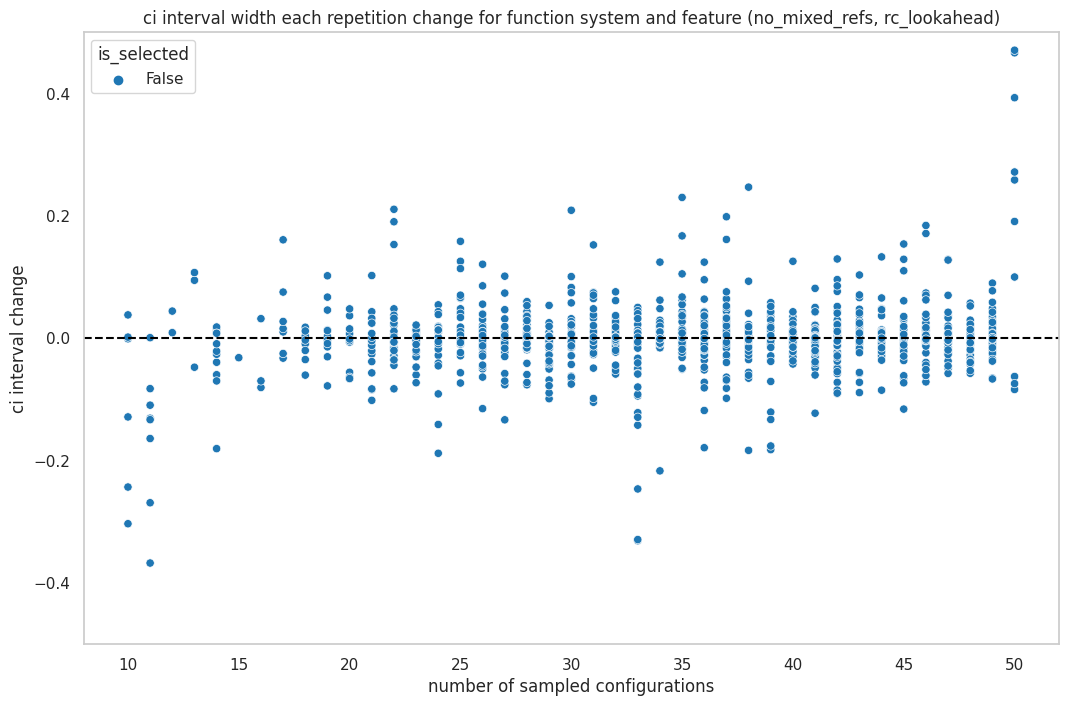 ci interval width each repetition change for function system and feature (no_mixed_refs, rc_lookahead)
is_selected
False
ci interval change
0.4
0.2
0.0
−0.2
−0.4
10 15 20 25 30 35 40 45 50
number of sampled configurations